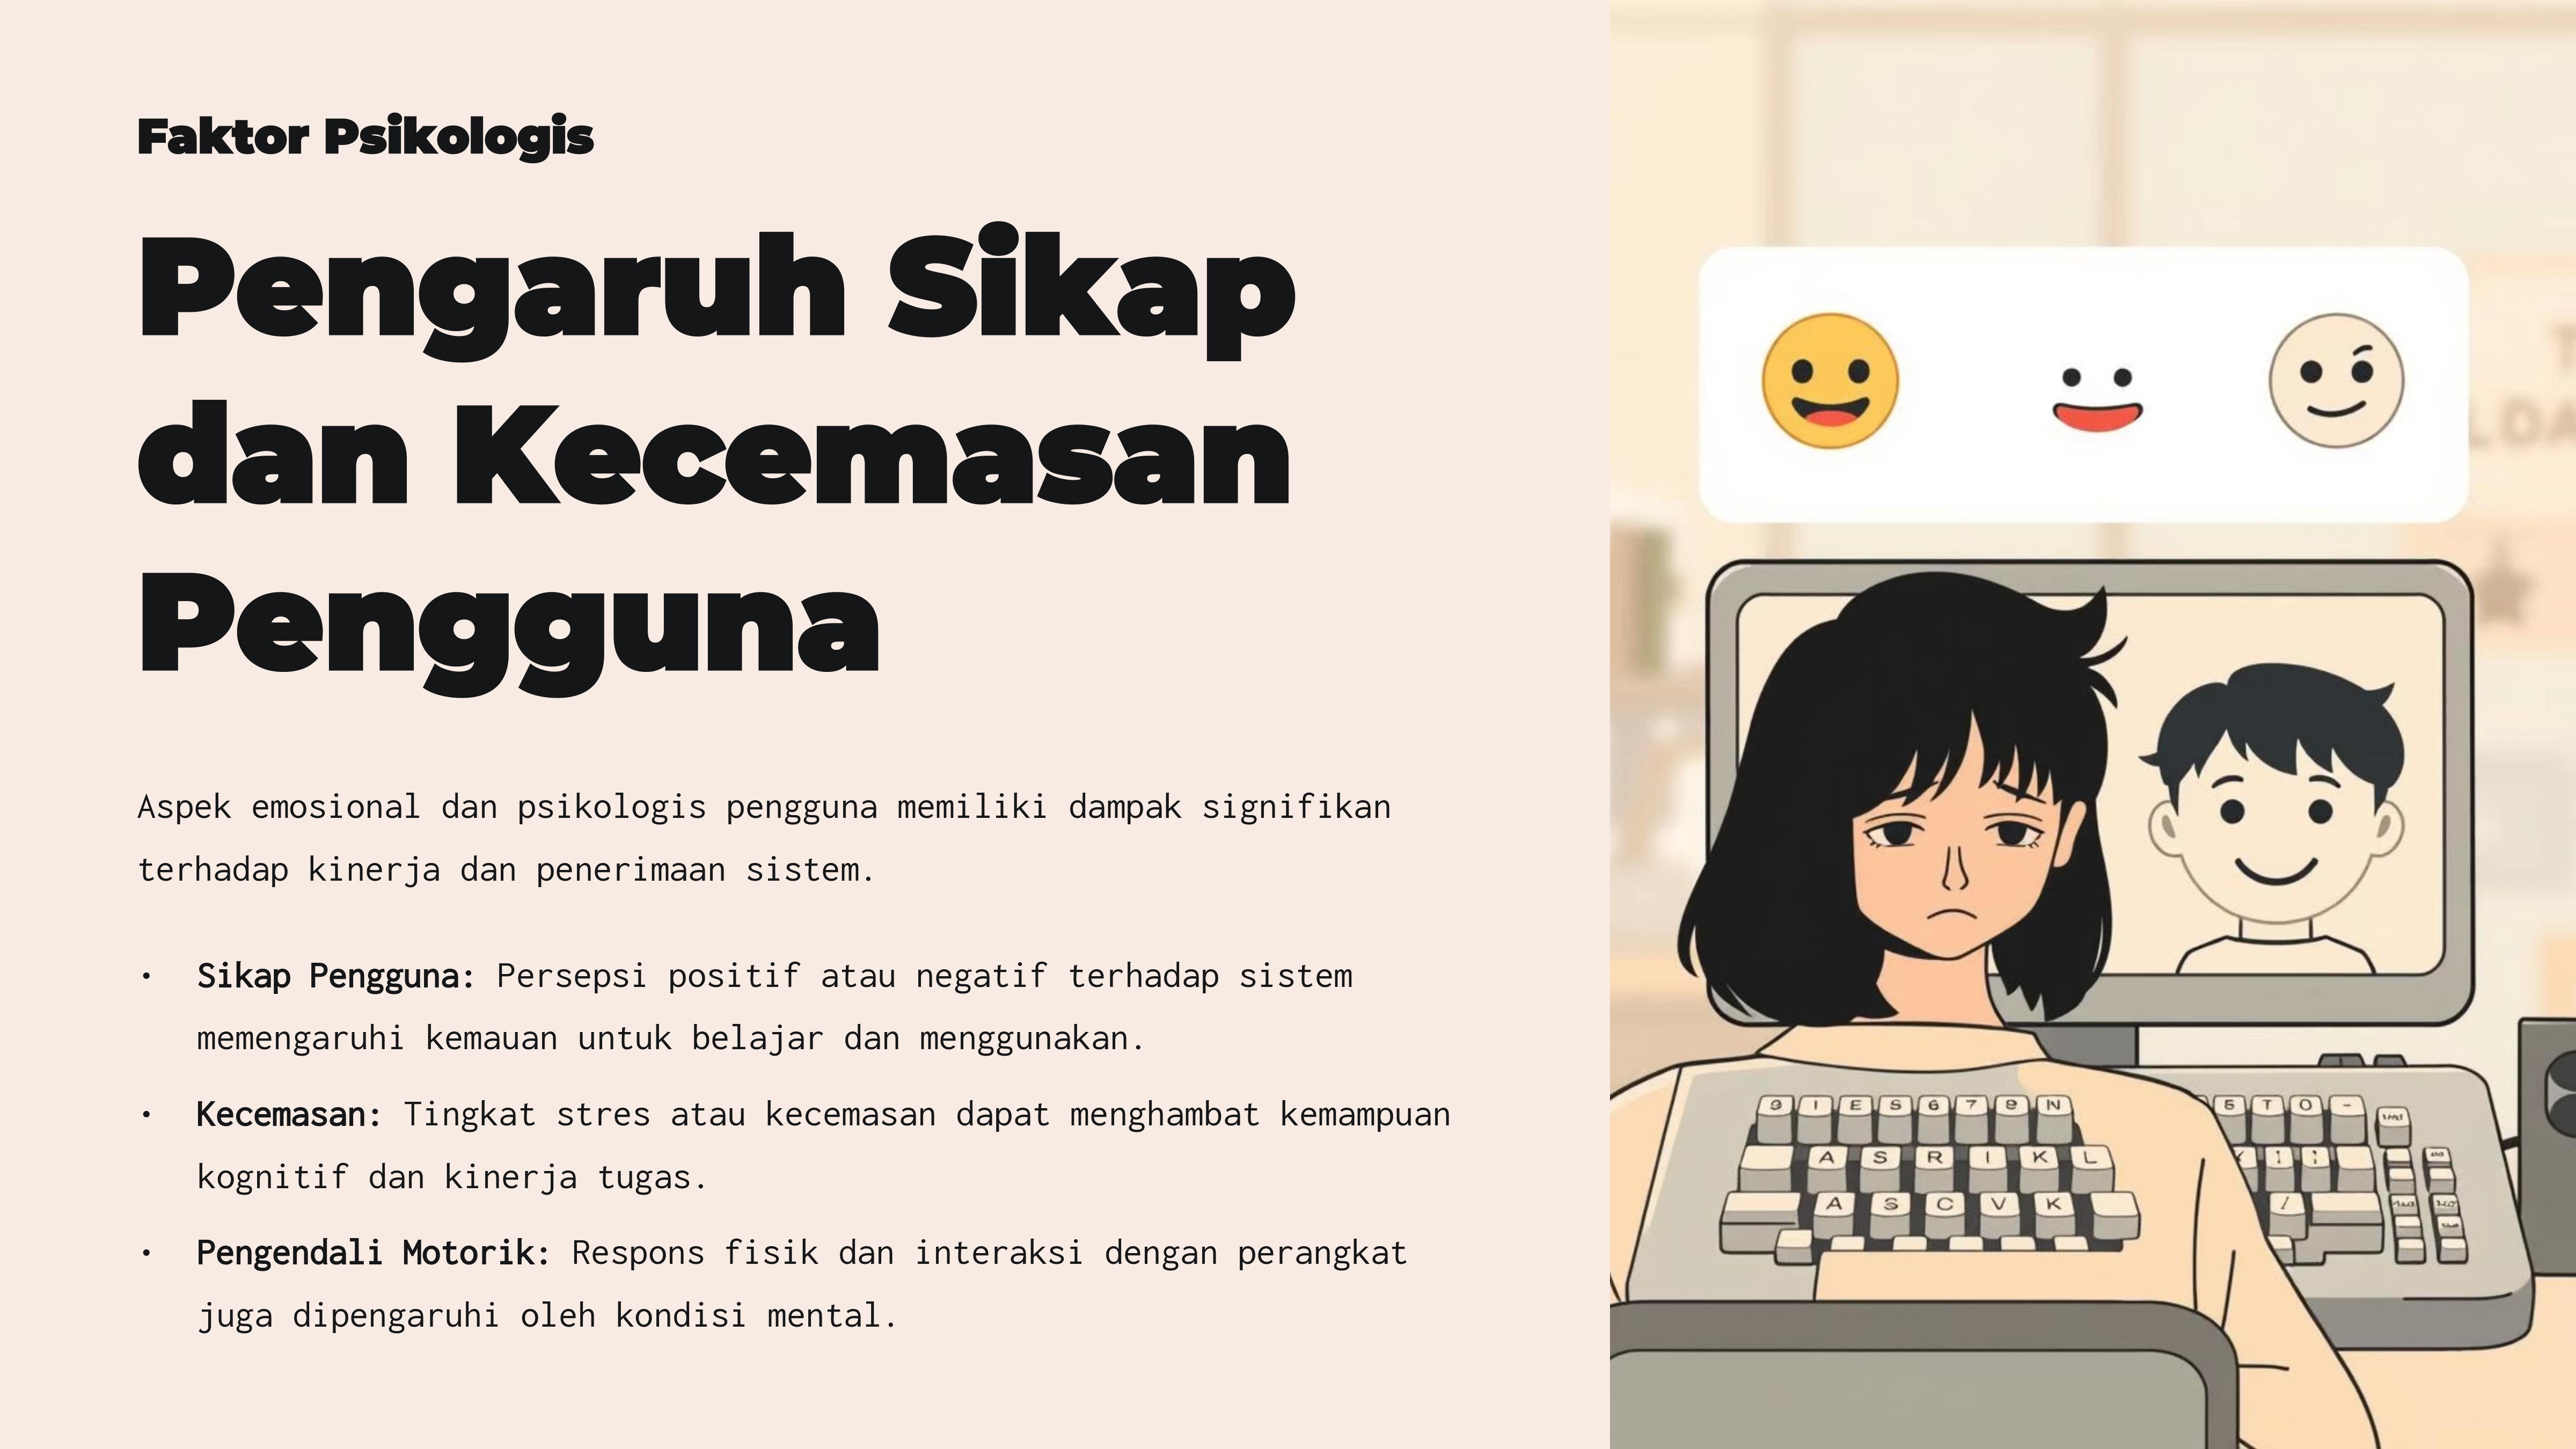 Faktor Psikologis
Pengaruh Sikap
dan Kecemasan
Pengguna
Aspek emosional dan psikologis pengguna memiliki dampak signifikan
terhadap kinerja dan penerimaan sistem.
• Sikap Pengguna: Persepsi positif atau negatif terhadap sistem
memengaruhi kemauan untuk belajar dan menggunakan.
• Kecemasan: Tingkat stres atau kecemasan dapat menghambat kemampuan
kognitif dan kinerja tugas.
• Pengendali Motorik: Respons fisik dan interaksi dengan perangkat
juga dipengaruhi oleh kondisi mental.
A S R I K L
A S C V K
5 T O -